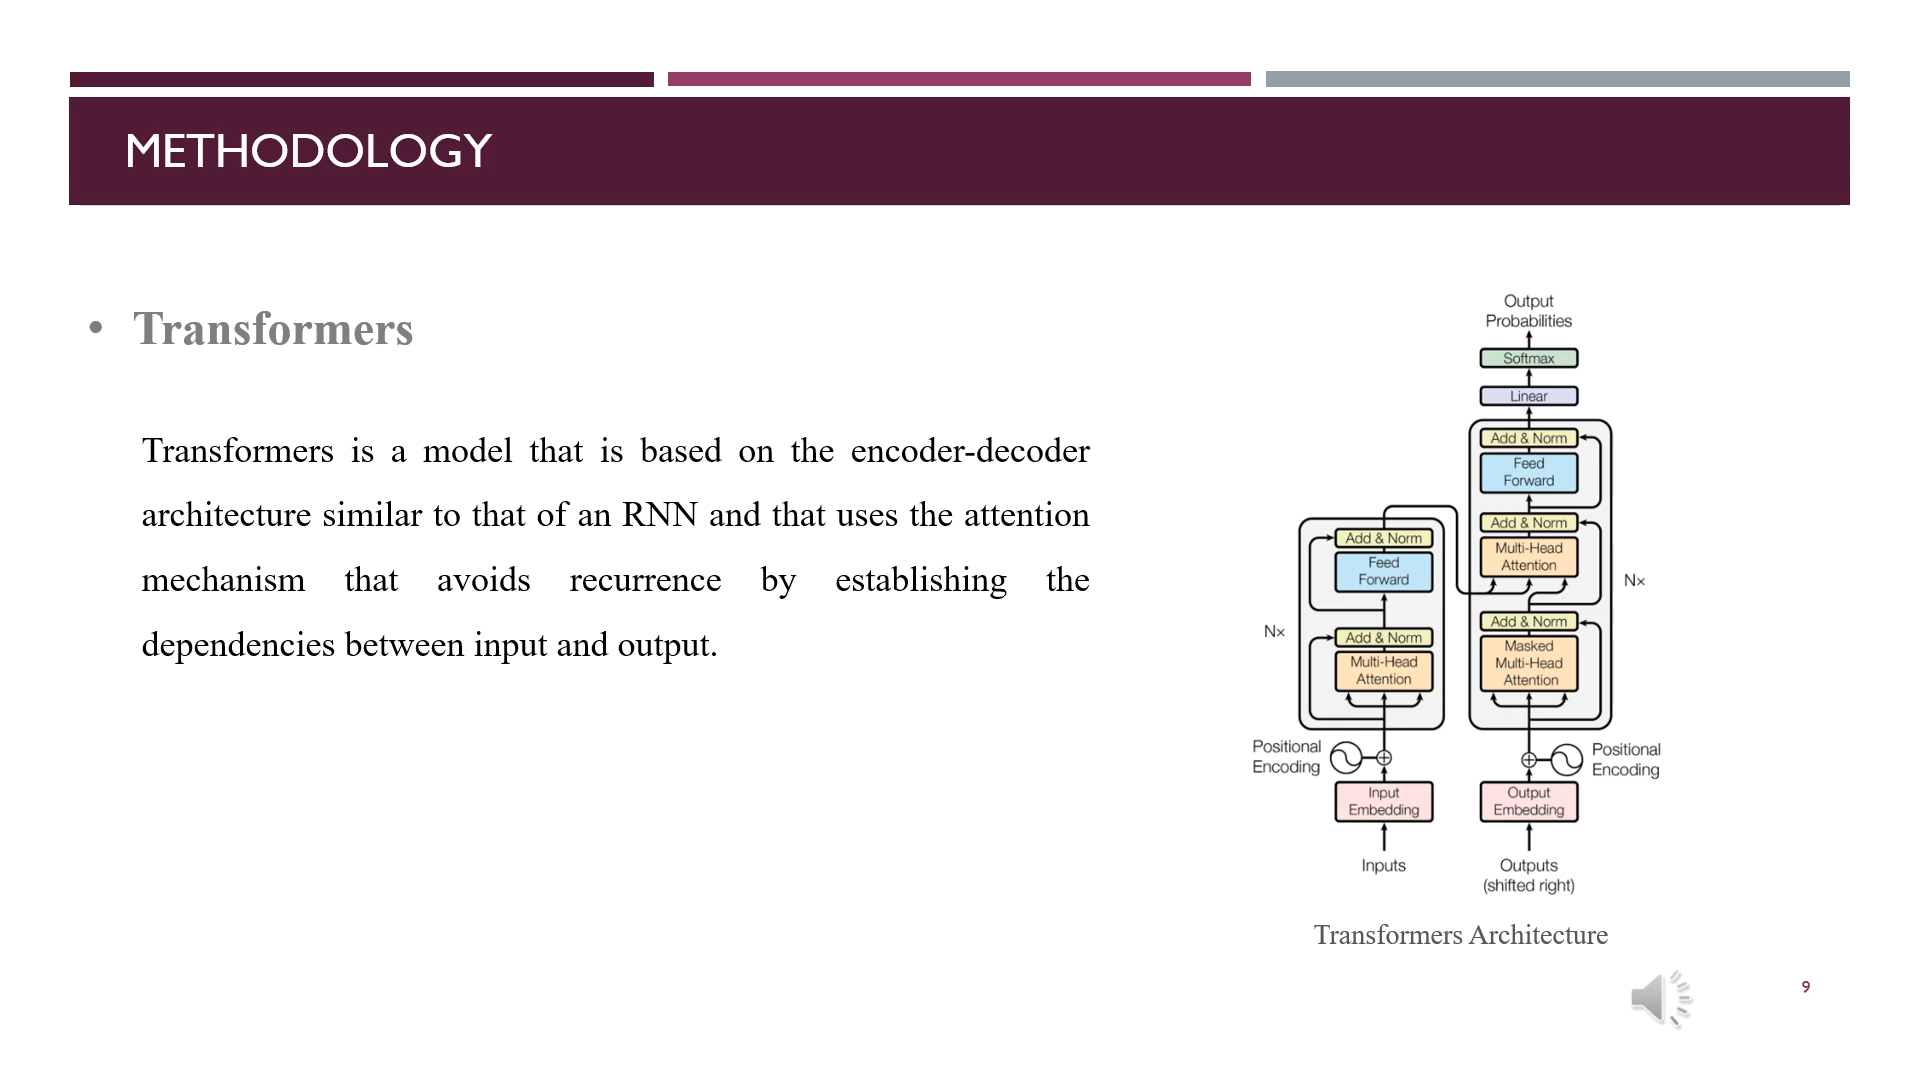 METHODOLOGY
• Transformers
Transformers is a model that is based on the encoder-decoder
architecture similar to that of an RNN and that uses the attention
mechanism that avoids recurrence by establishing the
dependencies between input and output.
Output
Probabilities
Softmax
Linear
Add & Norm
Feed
Forward
Add & Norm
Multi-Head
Attention
Nx
Add & Norm
Masked
Multi-Head
Attention
Add & Norm
Feed
Forward
Nx
Add & Norm
Multi-Head
Attention
Positional
Encoding
Positional
Encoding
Input
Embedding
Output
Embedding
Inputs
Outputs
(shifted right)
Transformers Architecture
9